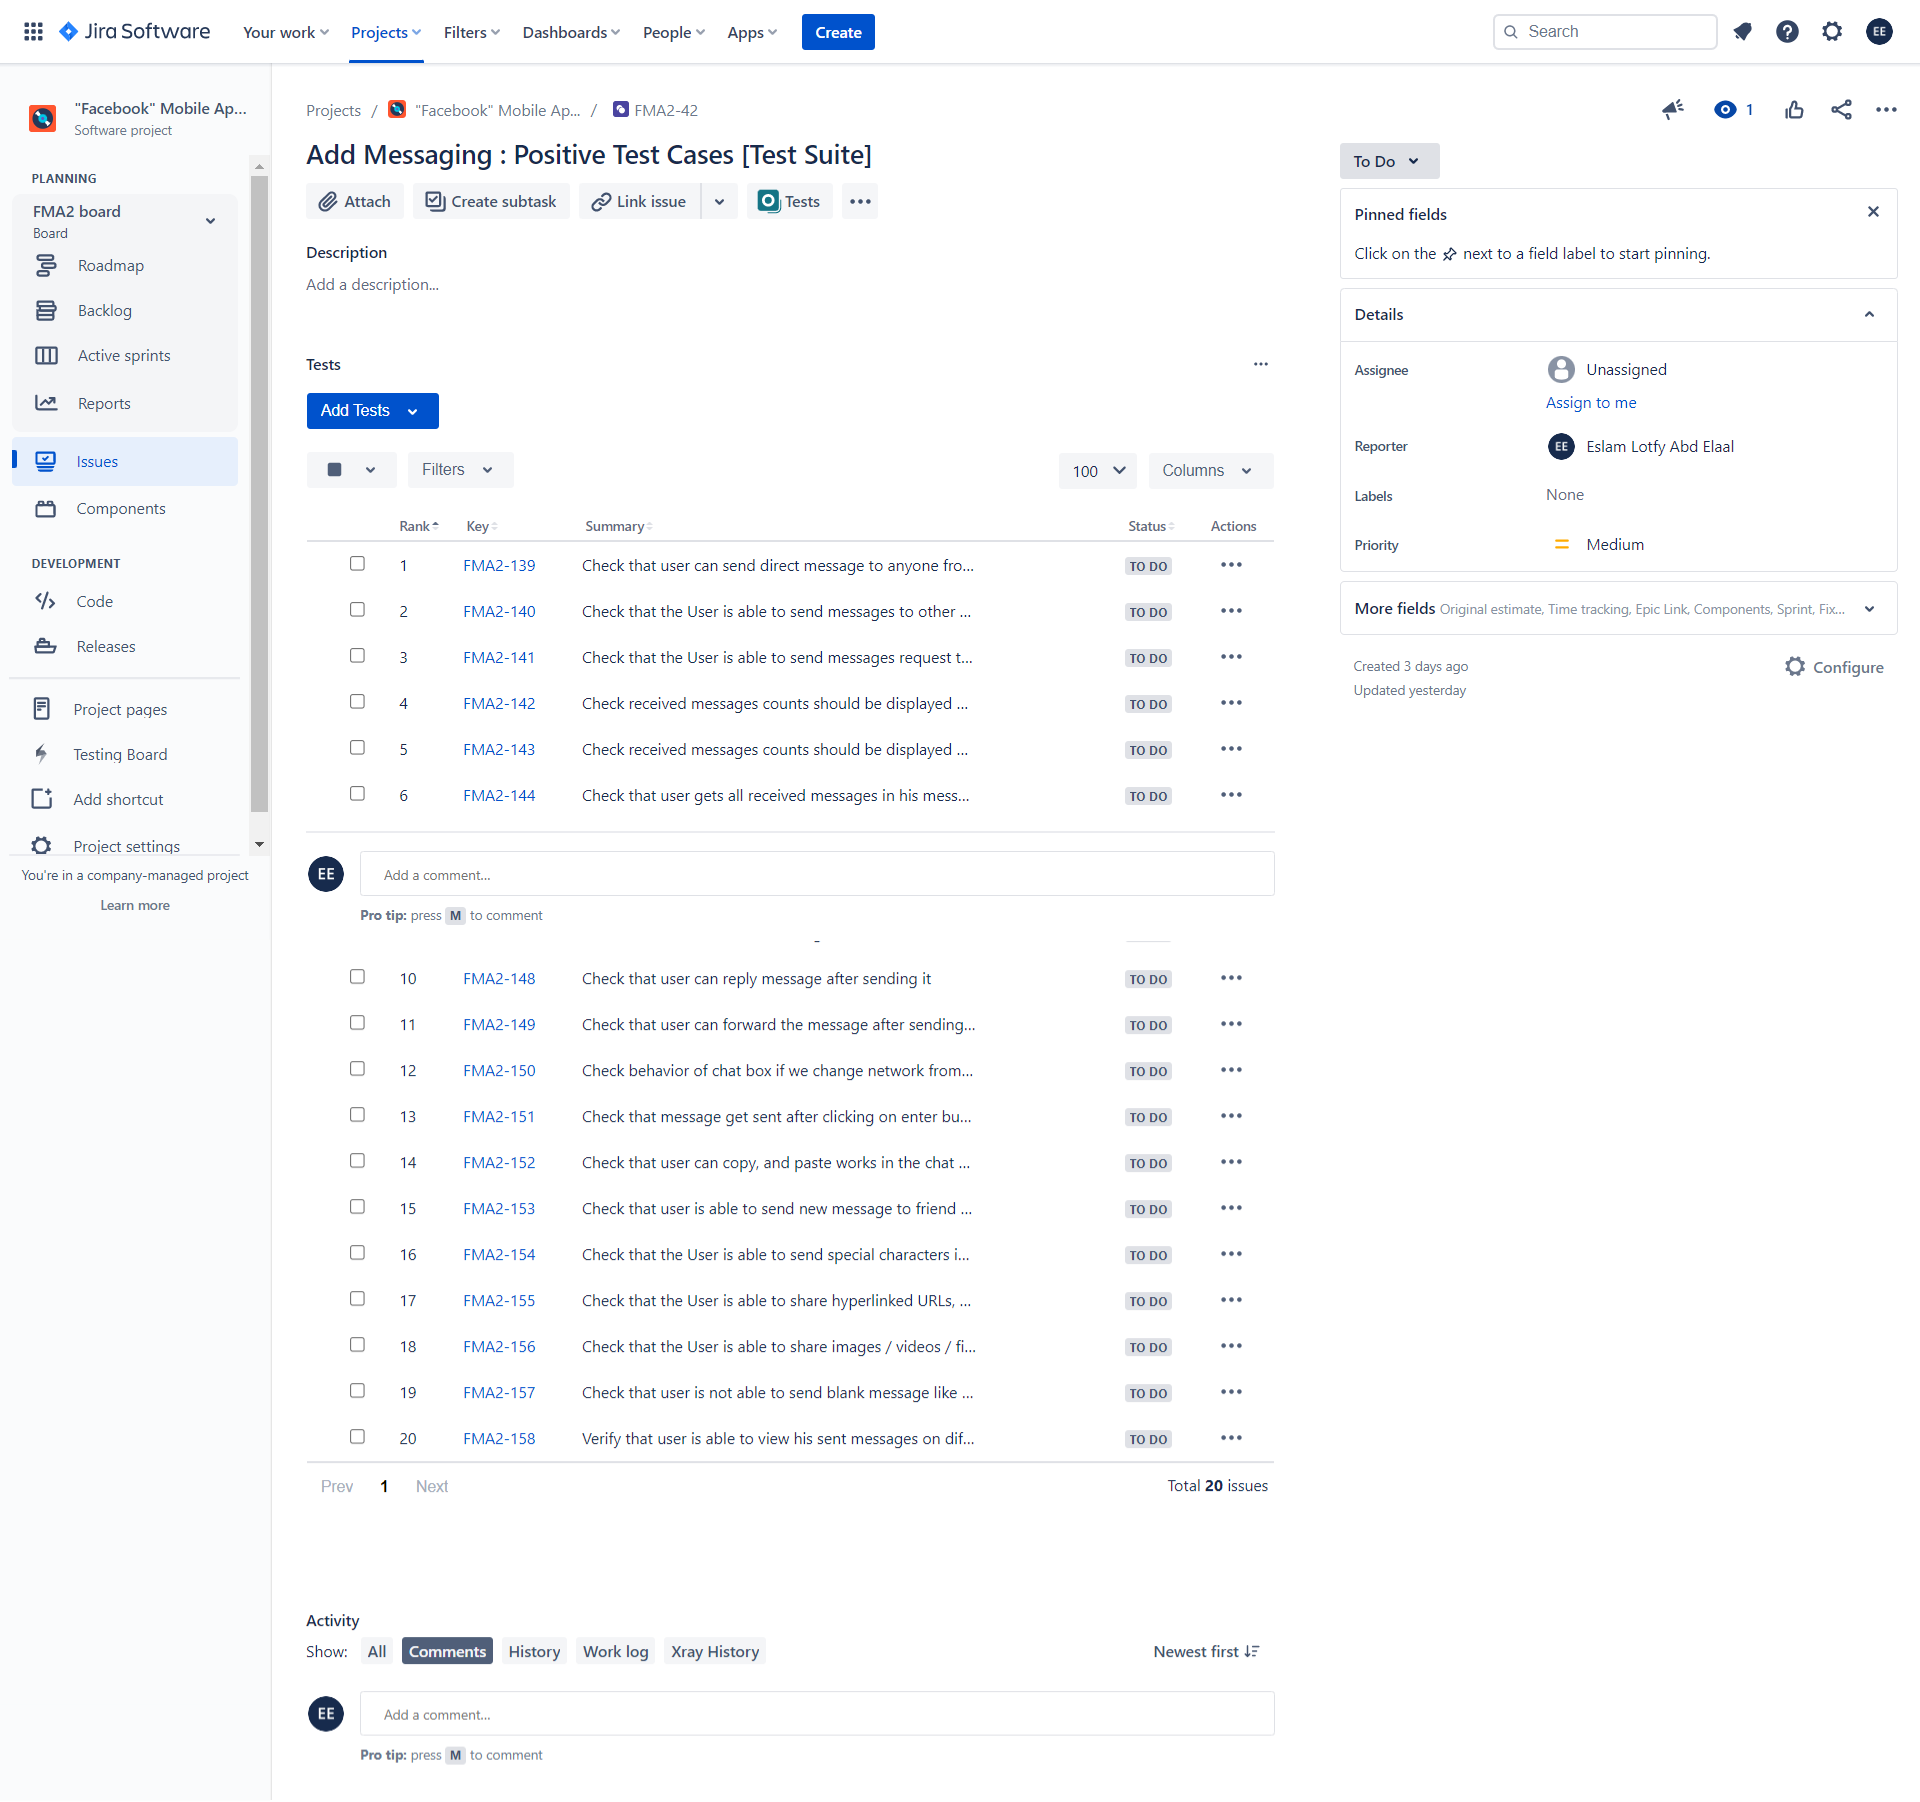 Jira Software
Your work
Projects
Filters
Dashboards
People
Apps
Create
Search
EE
"Facebook" Mobile Ap...
Software project
PLANNING
FMA2 board
Board
Roadmap
Backlog
Active sprints
Reports
Issues
Components
DEVELOPMENT
Code
Releases
Project pages
Testing Board
Add shortcut
Project settings
You're in a company-managed project
Learn more
Projects / "Facebook" Mobile Ap... / FMA2-42
1
Add Messaging : Positive Test Cases [Test Suite]
Attach
Create subtask
Link issue
Tests
Description
Add a description...
Tests
Add Tests
Filters
100
Columns
Rank Key Summary Status Actions
1 FMA2-139 Check that user can send direct message to anyone fro... TO DO
2 FMA2-140 Check that the User is able to send messages to other ... TO DO
3 FMA2-141 Check that the User is able to send messages request t... TO DO
4 FMA2-142 Check received messages counts should be displayed ... TO DO
5 FMA2-143 Check received messages counts should be displayed ... TO DO
6 FMA2-144 Check that user gets all received messages in his mess... TO DO
EE
Add a comment...
Pro tip: press M to comment
10 FMA2-148 Check that user can reply message after sending it TO DO
11 FMA2-149 Check that user can forward the message after sending... TO DO
12 FMA2-150 Check behavior of chat box if we change network from... TO DO
13 FMA2-151 Check that message get sent after clicking on enter bu... TO DO
14 FMA2-152 Check that user can copy, and paste works in the chat ... TO DO
15 FMA2-153 Check that user is able to send new message to friend ... TO DO
16 FMA2-154 Check that the User is able to send special characters i... TO DO
17 FMA2-155 Check that the User is able to share hyperlinked URLs, ... TO DO
18 FMA2-156 Check that the User is able to share images / videos / fi... TO DO
19 FMA2-157 Check that user is not able to send blank message like ... TO DO
20 FMA2-158 Verify that user is able to view his sent messages on dif... TO DO
Prev 1 Next
Total 20 issues
Activity
Show: All Comments History Work log Xray History
Newest first
EE
Add a comment...
Pro tip: press M to comment
To Do
Pinned fields
Click on the next to a field label to start pinning.
Details
Assignee
Unassigned
Assign to me
Reporter
EE
Eslam Lotfy Abd Elaal
Labels
None
Priority
Medium
More fields Original estimate, Time tracking, Epic Link, Components, Sprint, Fix...
Created 3 days ago
Updated yesterday
Configure